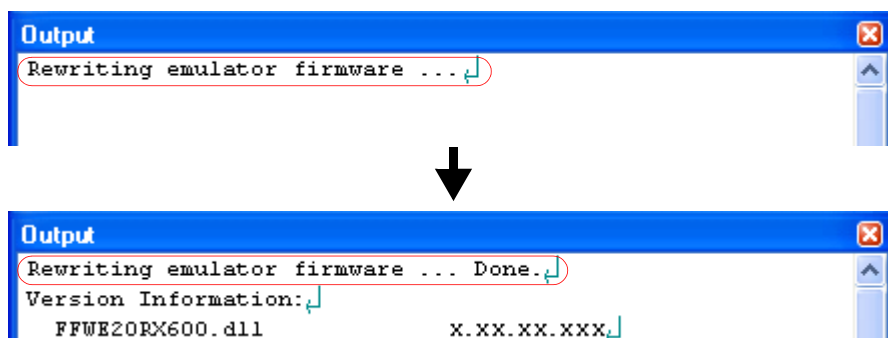 Output
Rewriting emulator firmware ...
Output
Rewriting emulator firmware ... Done.
Version Information:
FFWE20RX600.dll x.xx.xx.xxx